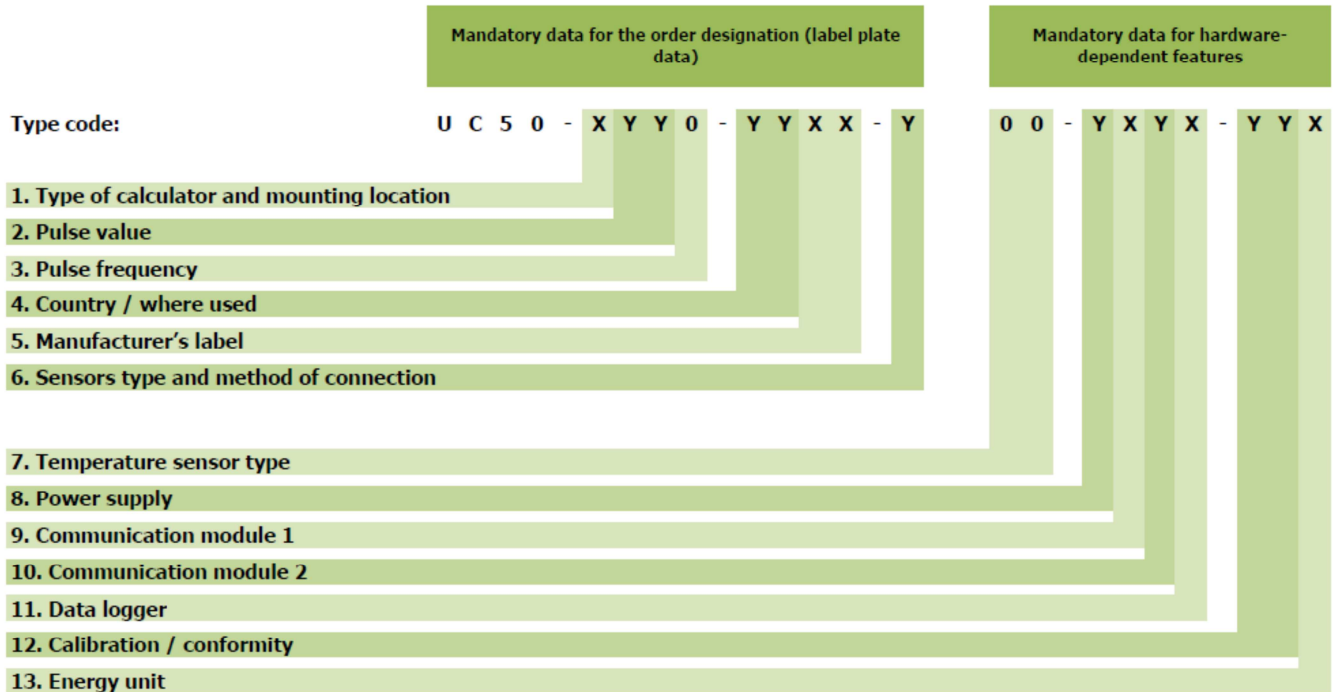 Mandatory data for the order designation (label plate
data)
Mandatory data for hardware-
dependent features
Type code: U C 5 0 - X Y Y 0 - Y Y X X - Y 0 0 - Y X Y X - Y Y X
1. Type of calculator and mounting location
2. Pulse value
3. Pulse frequency
4. Country / where used
5. Manufacturer’s label
6. Sensors type and method of connection
7. Temperature sensor type
8. Power supply
9. Communication module 1
10. Communication module 2
11. Data logger
12. Calibration / conformity
13. Energy unit